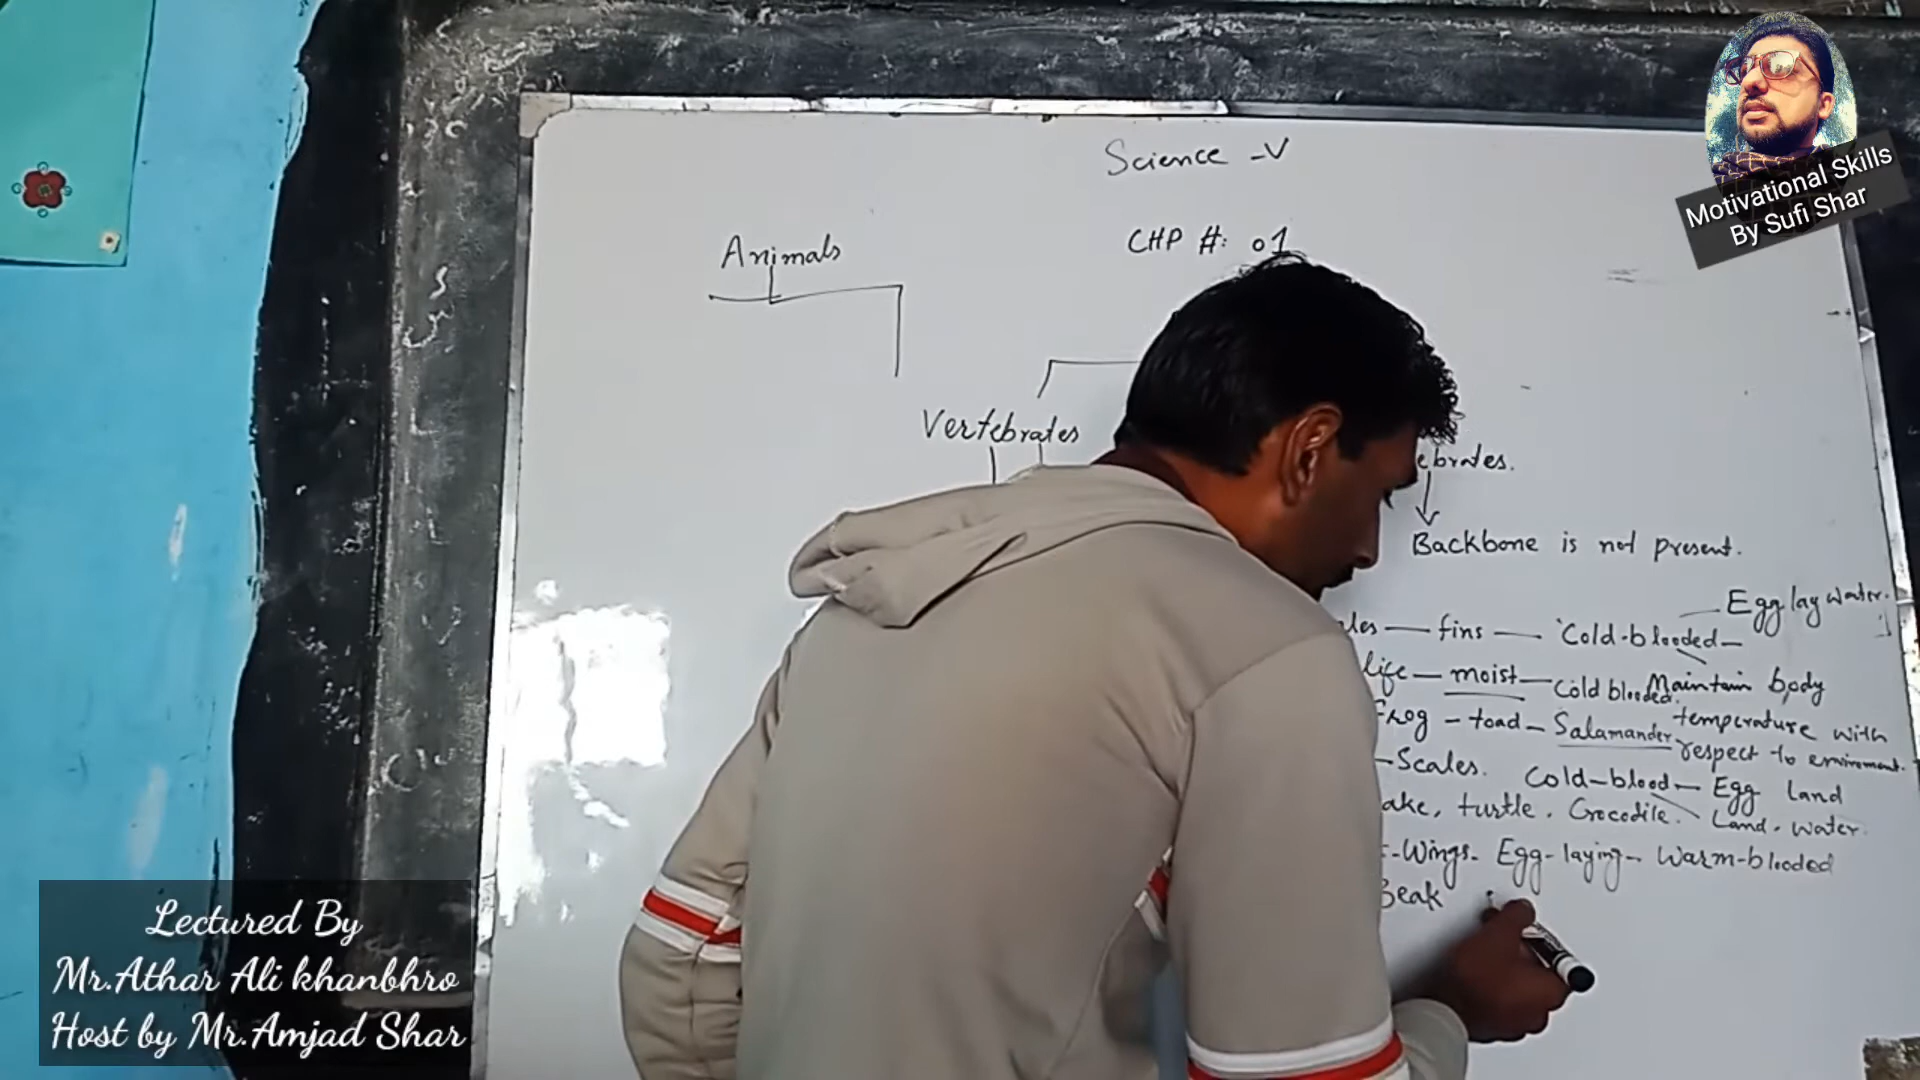 Science -V
Animals
CHP #: 01
Vertebrates
ebrates.
Backbone is not present.
Egg lay water.
les — fins — Cold-blooded —
life — moist — Cold blooded. Maintain body
Frog - toad - Salamander temperature with
respect to enviroment.
- Scales. Cold-blood — Egg Land
ake, turtle. Crocodile. Land. water.
- Wings - Egg-laying - Warm-blooded
Beak
Motivational Skills
By Sufi Shar
Lectured By
Mr.Athar Ali khanbhro
Host by Mr.Amjad Shar